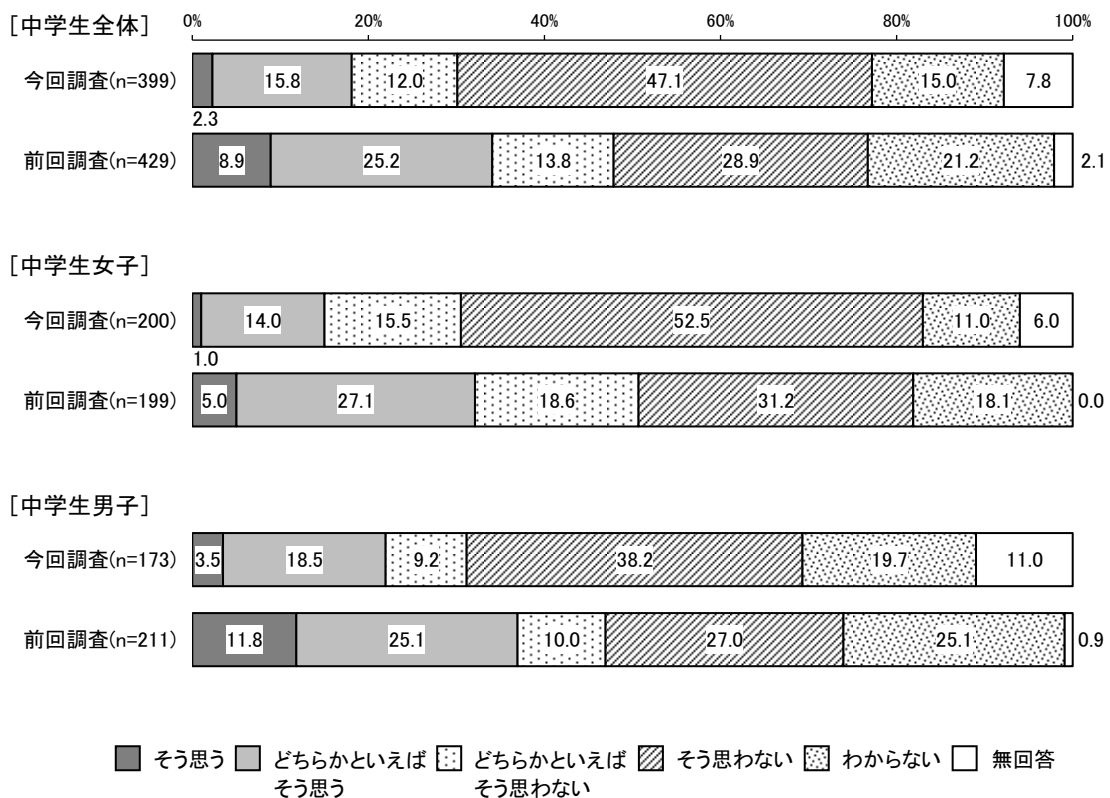 [中学生全体]
0% 20% 40% 60% 80% 100%
今回調査(n=399) 15.8 12.0 47.1 15.0 7.8
2.3
前回調査(n=429) 8.9 25.2 13.8 28.9 21.2 2.1
[中学生女子]
今回調査(n=200) 14.0 15.5 52.5 11.0 6.0
1.0
前回調査(n=199) 5.0 27.1 18.6 31.2 18.1 0.0
[中学生男子]
今回調査(n=173) 3.5 18.5 9.2 38.2 19.7 11.0
前回調査(n=211) 11.8 25.1 10.0 27.0 25.1 0.9
そう思う どちらかといえば どちらかといえば そう思わない わからない 無回答
そう思う そう思わない